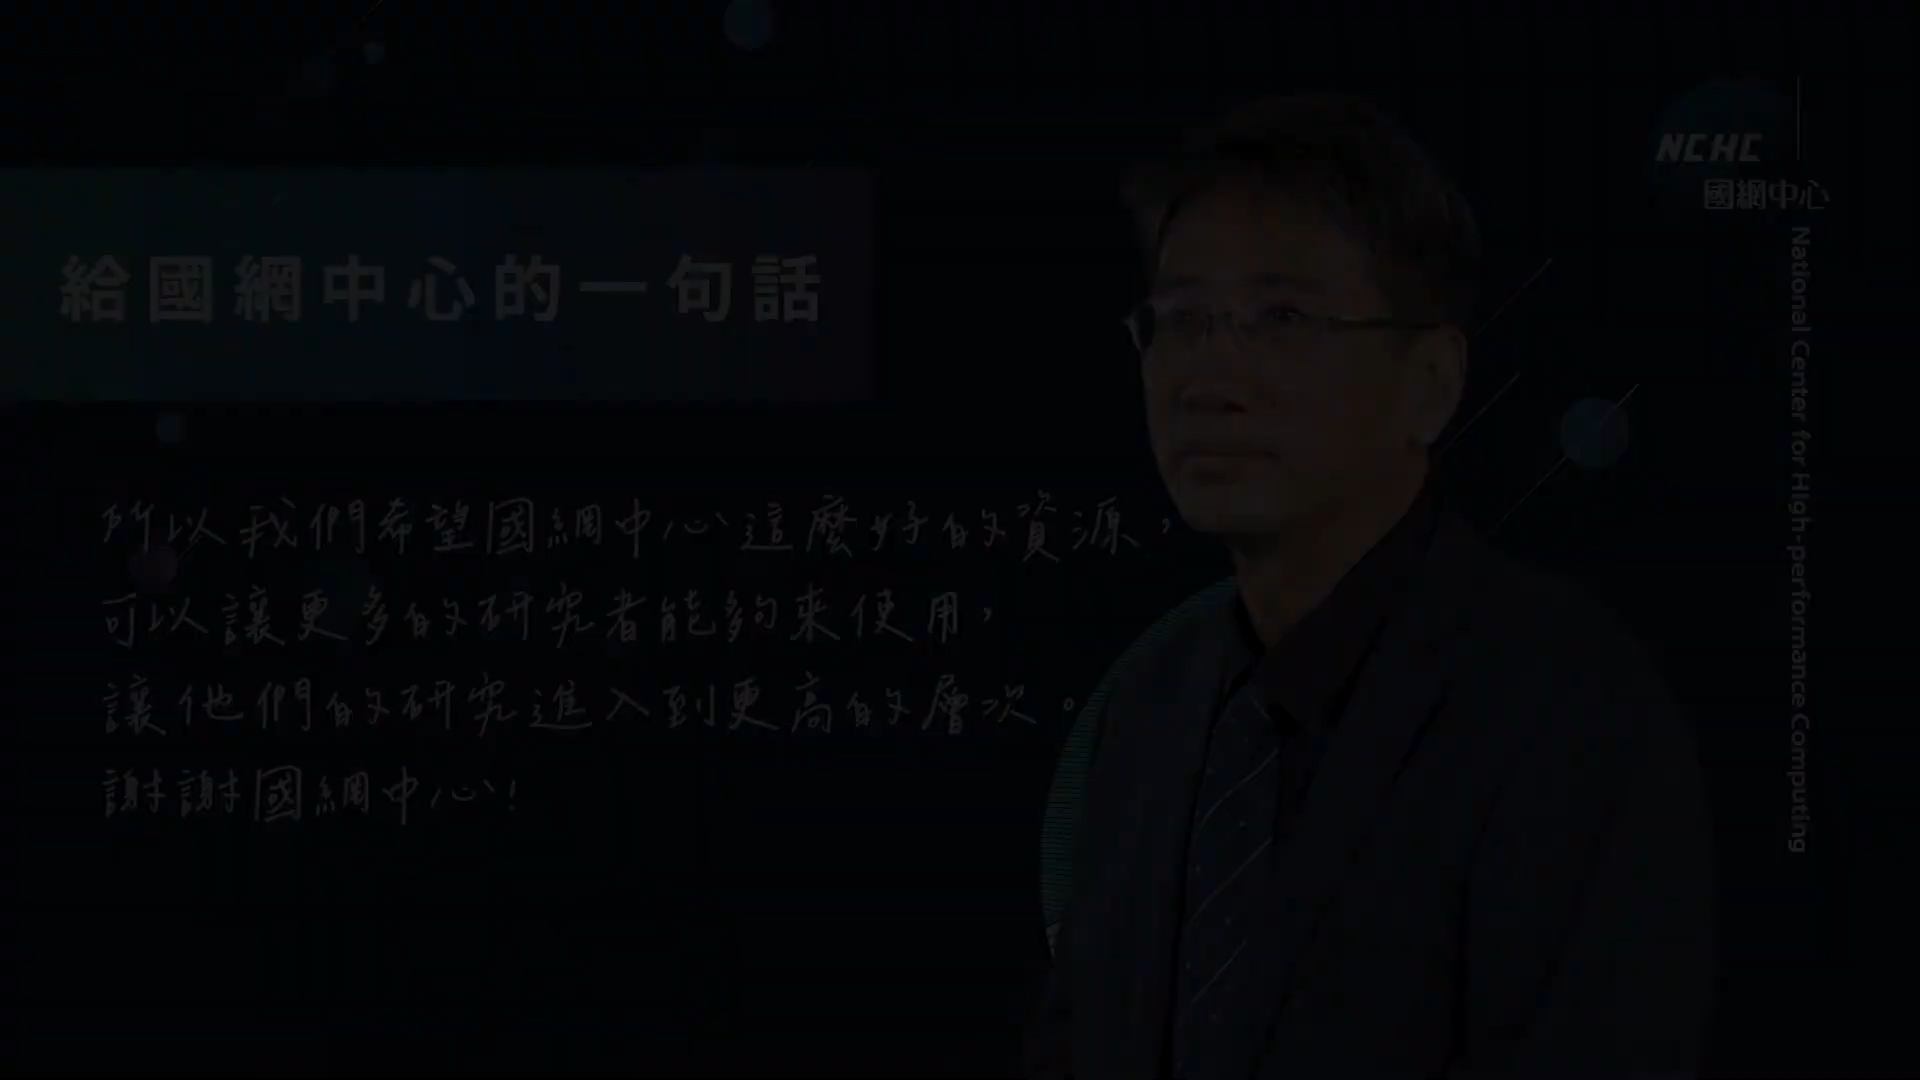 給國網中心的一句話
所以我們希望國網中心這麼好的資源，
可以讓更多的研究者能夠來使用，
讓他們的研究進入到更高的層次。
謝謝國網中心！
NCHC
國網中心
National Center for High-performance Computing